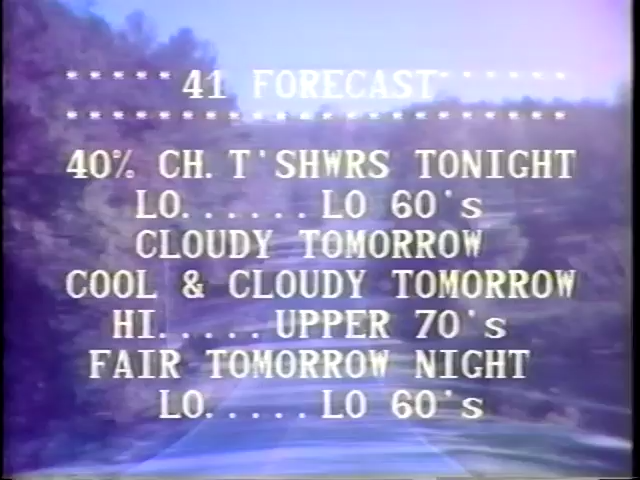 *****41 FORECAST******
**********************
40% CH. T'SHWRS TONIGHT
LO......LO 60's
CLOUDY TOMORROW
COOL & CLOUDY TOMORROW
HI.....UPPER 70's
FAIR TOMORROW NIGHT
LO.....LO 60's